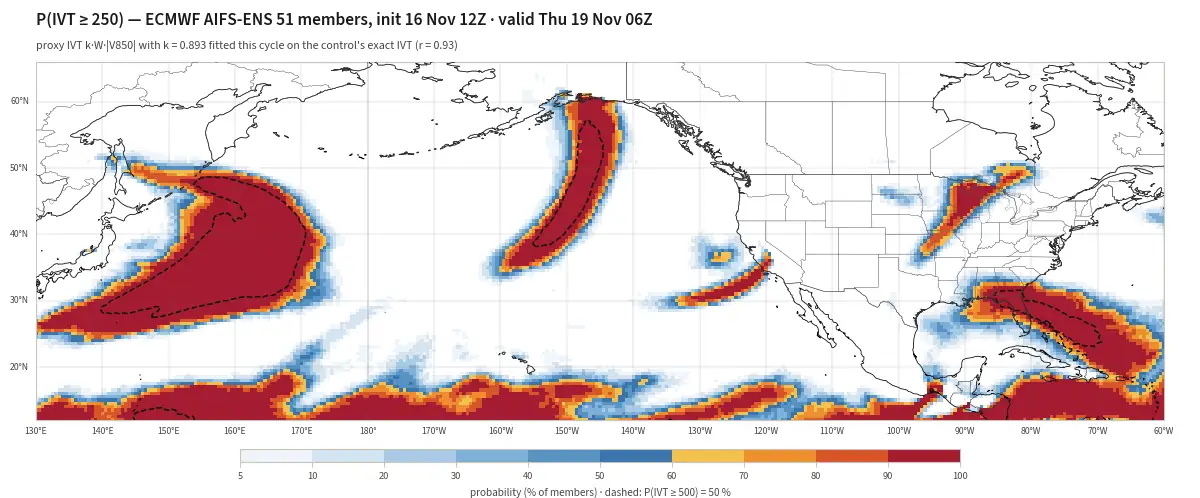 P(IVT ≥ 250) — ECMWF AIFS-ENS 51 members, init 16 Nov 12Z · valid Thu 19 Nov 06Z
proxy IVT k·W·|V850| with k = 0.893 fitted this cycle on the control's exact IVT (r = 0.93)
60°N
50°N
40°N
30°N
20°N
130°E 140°E 150°E 160°E 170°E 180° 170°W 160°W 150°W 140°W 130°W 120°W 110°W 100°W 90°W 80°W 70°W 60°W
5 10 20 30 40 50 60 70 80 90 100
probability (% of members) · dashed: P(IVT ≥ 500) = 50 %